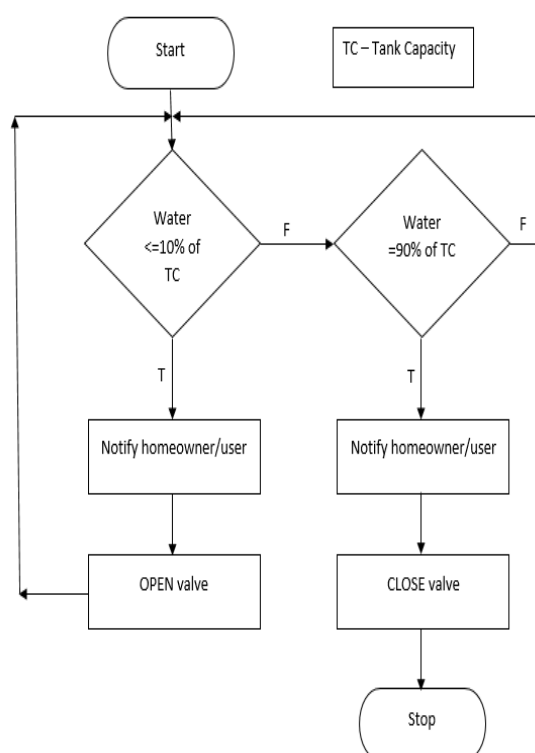 Start
TC – Tank Capacity
Water
<=10% of
TC
F
Water
=90% of TC
F
T
T
Notify homeowner/user
Notify homeowner/user
OPEN valve
CLOSE valve
Stop